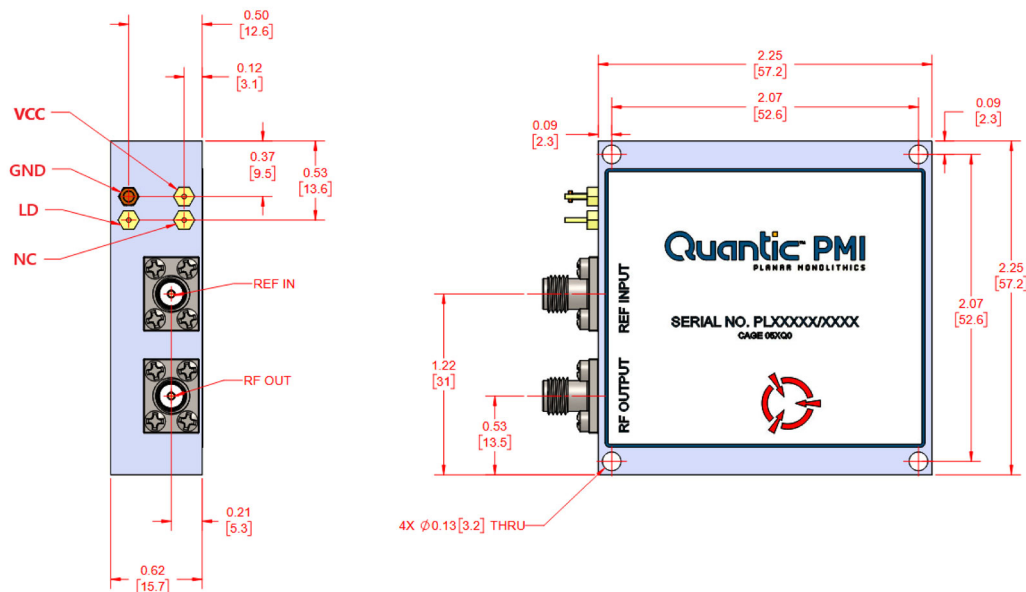 0.50
[12.6]
0.12
[3.1]
VCC
GND
LD
NC
0.37
[9.5]
0.53
[13.6]
REF IN
RF OUT
0.21
[5.3]
0.62
[15.7]
2.25
[57.2]
2.07
[52.6]
0.09
[2.3]
0.09
[2.3]
Quantic™ PMI
PLANAR MONOLITHICS
REF INPUT
SERIAL NO. PLXXXXX/XXXX
CAGE 05XQ0
RF OUTPUT
1.22
[31]
0.53
[13.5]
2.07
[52.6]
2.25
[57.2]
4X Ø0.13[3.2] THRU